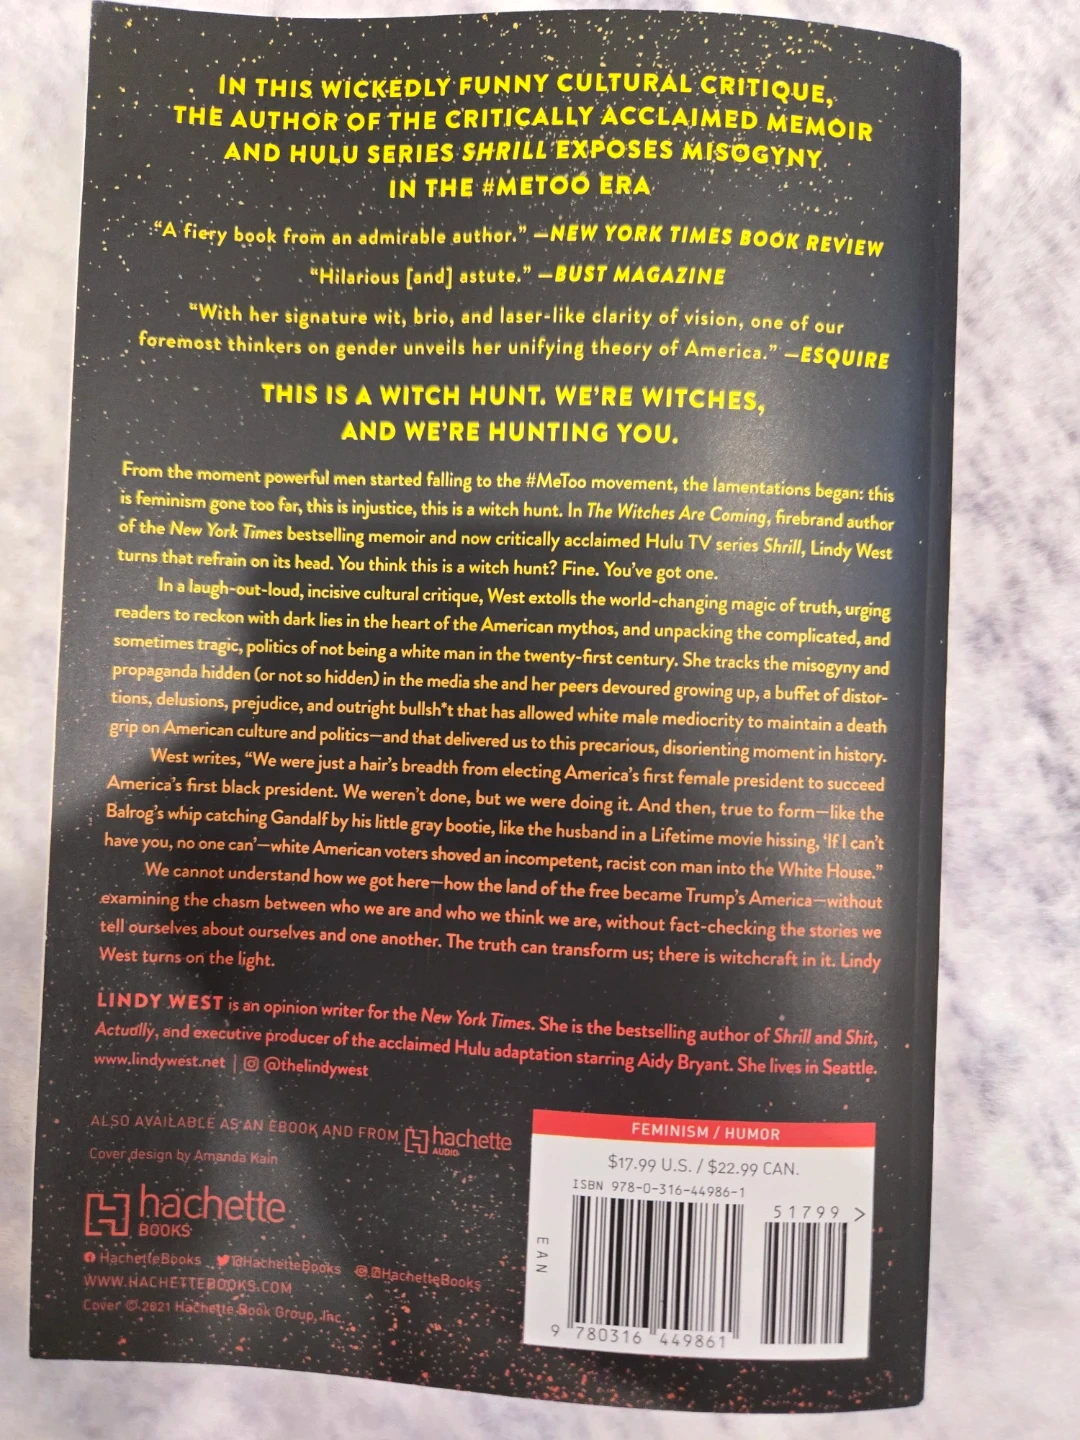 IN THIS WICKEDLY FUNNY CULTURAL CRITIQUE,
THE AUTHOR OF THE CRITICALLY ACCLAIMED MEMOIR
AND HULU SERIES SHRILL EXPOSES MISOGYNY
IN THE #METOO ERA
“A fiery book from an admirable author.” —NEW YORK TIMES BOOK REVIEW
“Hilarious [and] astute.” —BUST MAGAZINE
“With her signature wit, brio, and laser-like clarity of vision, one of our
foremost thinkers on gender unveils her unifying theory of America.” —ESQUIRE
THIS IS A WITCH HUNT. WE’RE WITCHES,
AND WE’RE HUNTING YOU.
From the moment powerful men started falling to the #MeToo movement, the lamentations began: this
is feminism gone too far, this is injustice, this is a witch hunt. In The Witches Are Coming, firebrand author
of the New York Times bestselling memoir and now critically acclaimed Hulu TV series Shrill, Lindy West
turns that refrain on its head. You think this is a witch hunt? Fine. You’ve got one.
In a laugh-out-loud, incisive cultural critique, West extolls the world-changing magic of truth, urging
readers to reckon with dark lies in the heart of the American mythos, and unpacking the complicated, and
sometimes tragic, politics of not being a white man in the twenty-first century. She tracks the misogyny and
propaganda hidden (or not so hidden) in the media she and her peers devoured growing up, a buffet of distor-
tions, delusions, prejudice, and outright bullsh*t that has allowed white male mediocrity to maintain a death
grip on American culture and politics—and that delivered us to this precarious, disorienting moment in history.
West writes, “We were just a hair’s breadth from electing America’s first female president to succeed
America’s first black president. We weren’t done, but we were doing it. And then, true to form—like the
Balrog’s whip catching Gandalf by his little gray bootie, like the husband in a Lifetime movie hissing, ‘If I can’t
have you, no one can’—white American voters shoved an incompetent, racist con man into the White House.”
We cannot understand how we got here—how the land of the free became Trump’s America—without
examining the chasm between who we are and who we think we are, without fact-checking the stories we
tell ourselves about ourselves and one another. The truth can transform us; there is witchcraft in it. Lindy
West turns on the light.
LINDY WEST is an opinion writer for the New York Times. She is the bestselling author of Shrill and Shit,
Actually, and executive producer of the acclaimed Hulu adaptation starring Aidy Bryant. She lives in Seattle.
www.lindywest.net | @thelindywest
ALSO AVAILABLE AS AN EBOOK AND FROM hachette AUDIO
Cover design by Amanda Kain
hachette
BOOKS
HachetteBooks @HachetteBooks @HachetteBooks
WWW.HACHETTEBOOKS.COM
Cover © 2021 Hachette Book Group, Inc.
FEMINISM / HUMOR
$17.99 U.S. / $22.99 CAN.
ISBN 978-0-316-44986-1
51799 >
EAN
9 780316 449861